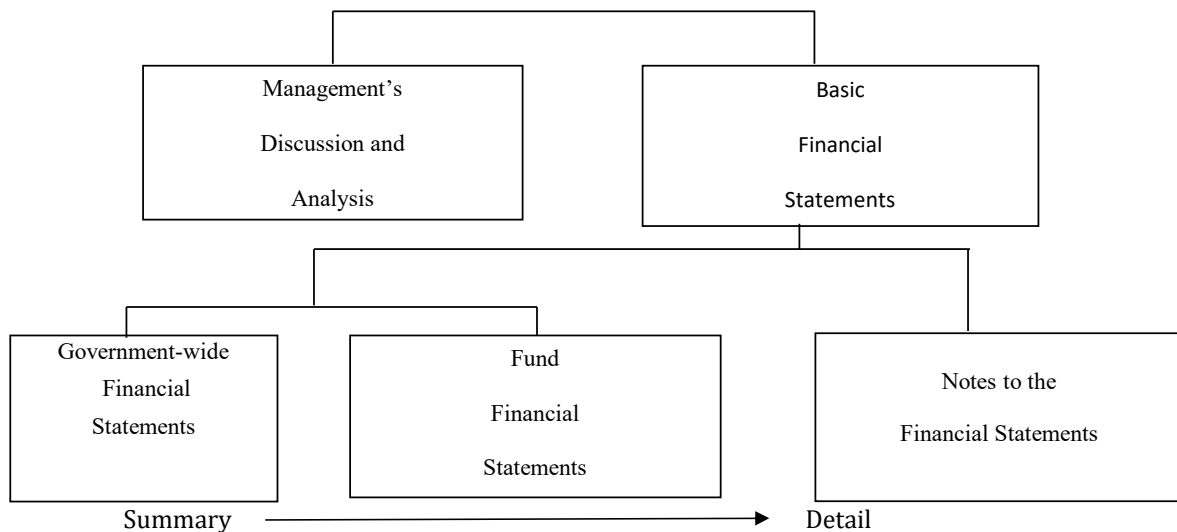 Management’s
Discussion and
Analysis
Basic
Financial
Statements
Government-wide
Financial
Statements
Fund
Financial
Statements
Notes to the
Financial Statements
Summary
Detail